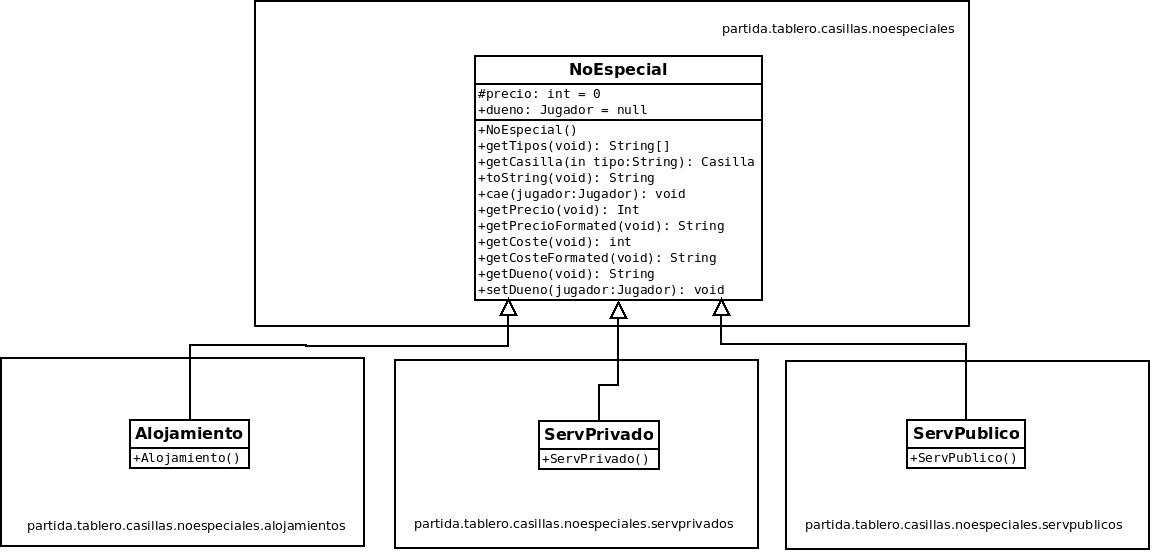 partida.tablero.casillas.noespeciales
NoEspecial
#precio: int = 0
+dueno: Jugador = null
+NoEspecial()
+getTipos(void): String[]
+getCasilla(in tipo:String): Casilla
+toString(void): String
+cae(jugador:Jugador): void
+getPrecio(void): Int
+getPrecioFormated(void): String
+getCoste(void): int
+getCosteFormated(void): String
+getDueno(void): String
+setDueno(jugador:Jugador): void
Alojamiento
+Alojamiento()
partida.tablero.casillas.noespeciales.alojamientos
ServPrivado
+ServPrivado()
partida.tablero.casillas.noespeciales.servprivados
ServPublico
+ServPublico()
partida.tablero.casillas.noespeciales.servpublicos